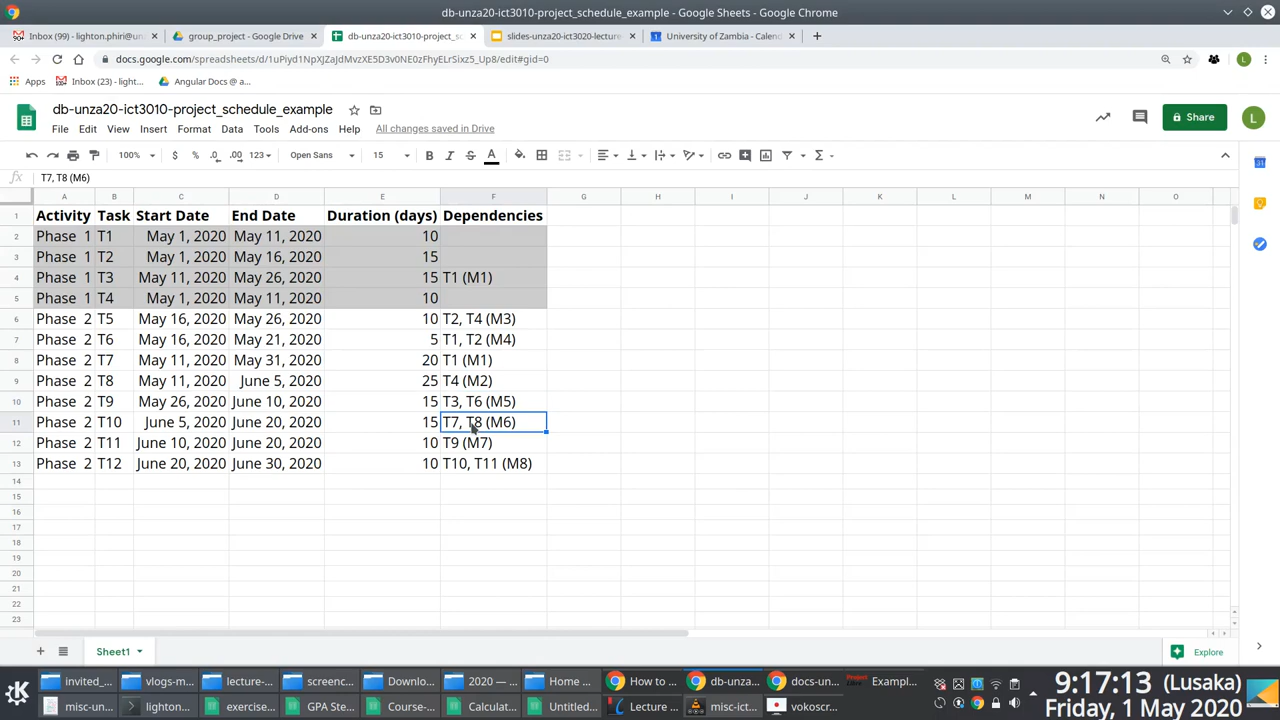 db-unza20-ict3010-project_schedule_example - Google Sheets - Google Chrome
Inbox (99) - lighton.phiri@un
group_project - Google Drive
db-unza20-ict3010-project_s
slides-unza20-ict3020-lecture
University of Zambia - Calend
docs.google.com/spreadsheets/d/1uPiyd1NpXJZaJdMvzXE5D3v0NE0zFhyELrSixz5_Up8/edit#gid=0
L
Apps
Inbox (23) - light...
Angular Docs @ a...
db-unza20-ict3010-project_schedule_example
File Edit View Insert Format Data Tools Add-ons Help All changes saved in Drive
Share
L
100% $ % .0 .00 123 Open Sans 15 B I S A
fx T7, T8 (M6)
A B C D E F G H I J K L M N O
1 Activity Task Start Date End Date Duration (days) Dependencies
2 Phase 1 T1 May 1, 2020 May 11, 2020 10
3 Phase 1 T2 May 1, 2020 May 16, 2020 15
4 Phase 1 T3 May 11, 2020 May 26, 2020 15 T1 (M1)
5 Phase 1 T4 May 1, 2020 May 11, 2020 10
6 Phase 2 T5 May 16, 2020 May 26, 2020 10 T2, T4 (M3)
7 Phase 2 T6 May 16, 2020 May 21, 2020 5 T1, T2 (M4)
8 Phase 2 T7 May 11, 2020 May 31, 2020 20 T1 (M1)
9 Phase 2 T8 May 11, 2020 June 5, 2020 25 T4 (M2)
10 Phase 2 T9 May 26, 2020 June 10, 2020 15 T3, T6 (M5)
11 Phase 2 T10 June 5, 2020 June 20, 2020 15 T7, T8 (M6)
12 Phase 2 T11 June 10, 2020 June 20, 2020 10 T9 (M7)
13 Phase 2 T12 June 20, 2020 June 30, 2020 10 T10, T11 (M8)
14
15
16
17
18
19
20
21
22
23
Sheet1
Explore
invited_...
vlogs-m...
lecture-...
screenc...
Downlo...
2020 —...
Home ...
How to ...
db-unza...
docs-un...
Exampl...
misc-un...
lighton...
exercise...
GPA Ste...
Course-...
Calculat...
Untitled...
Lecture ...
misc-ict...
vokoscr...
9:17:13 (Lusaka)
Friday, 1 May 2020